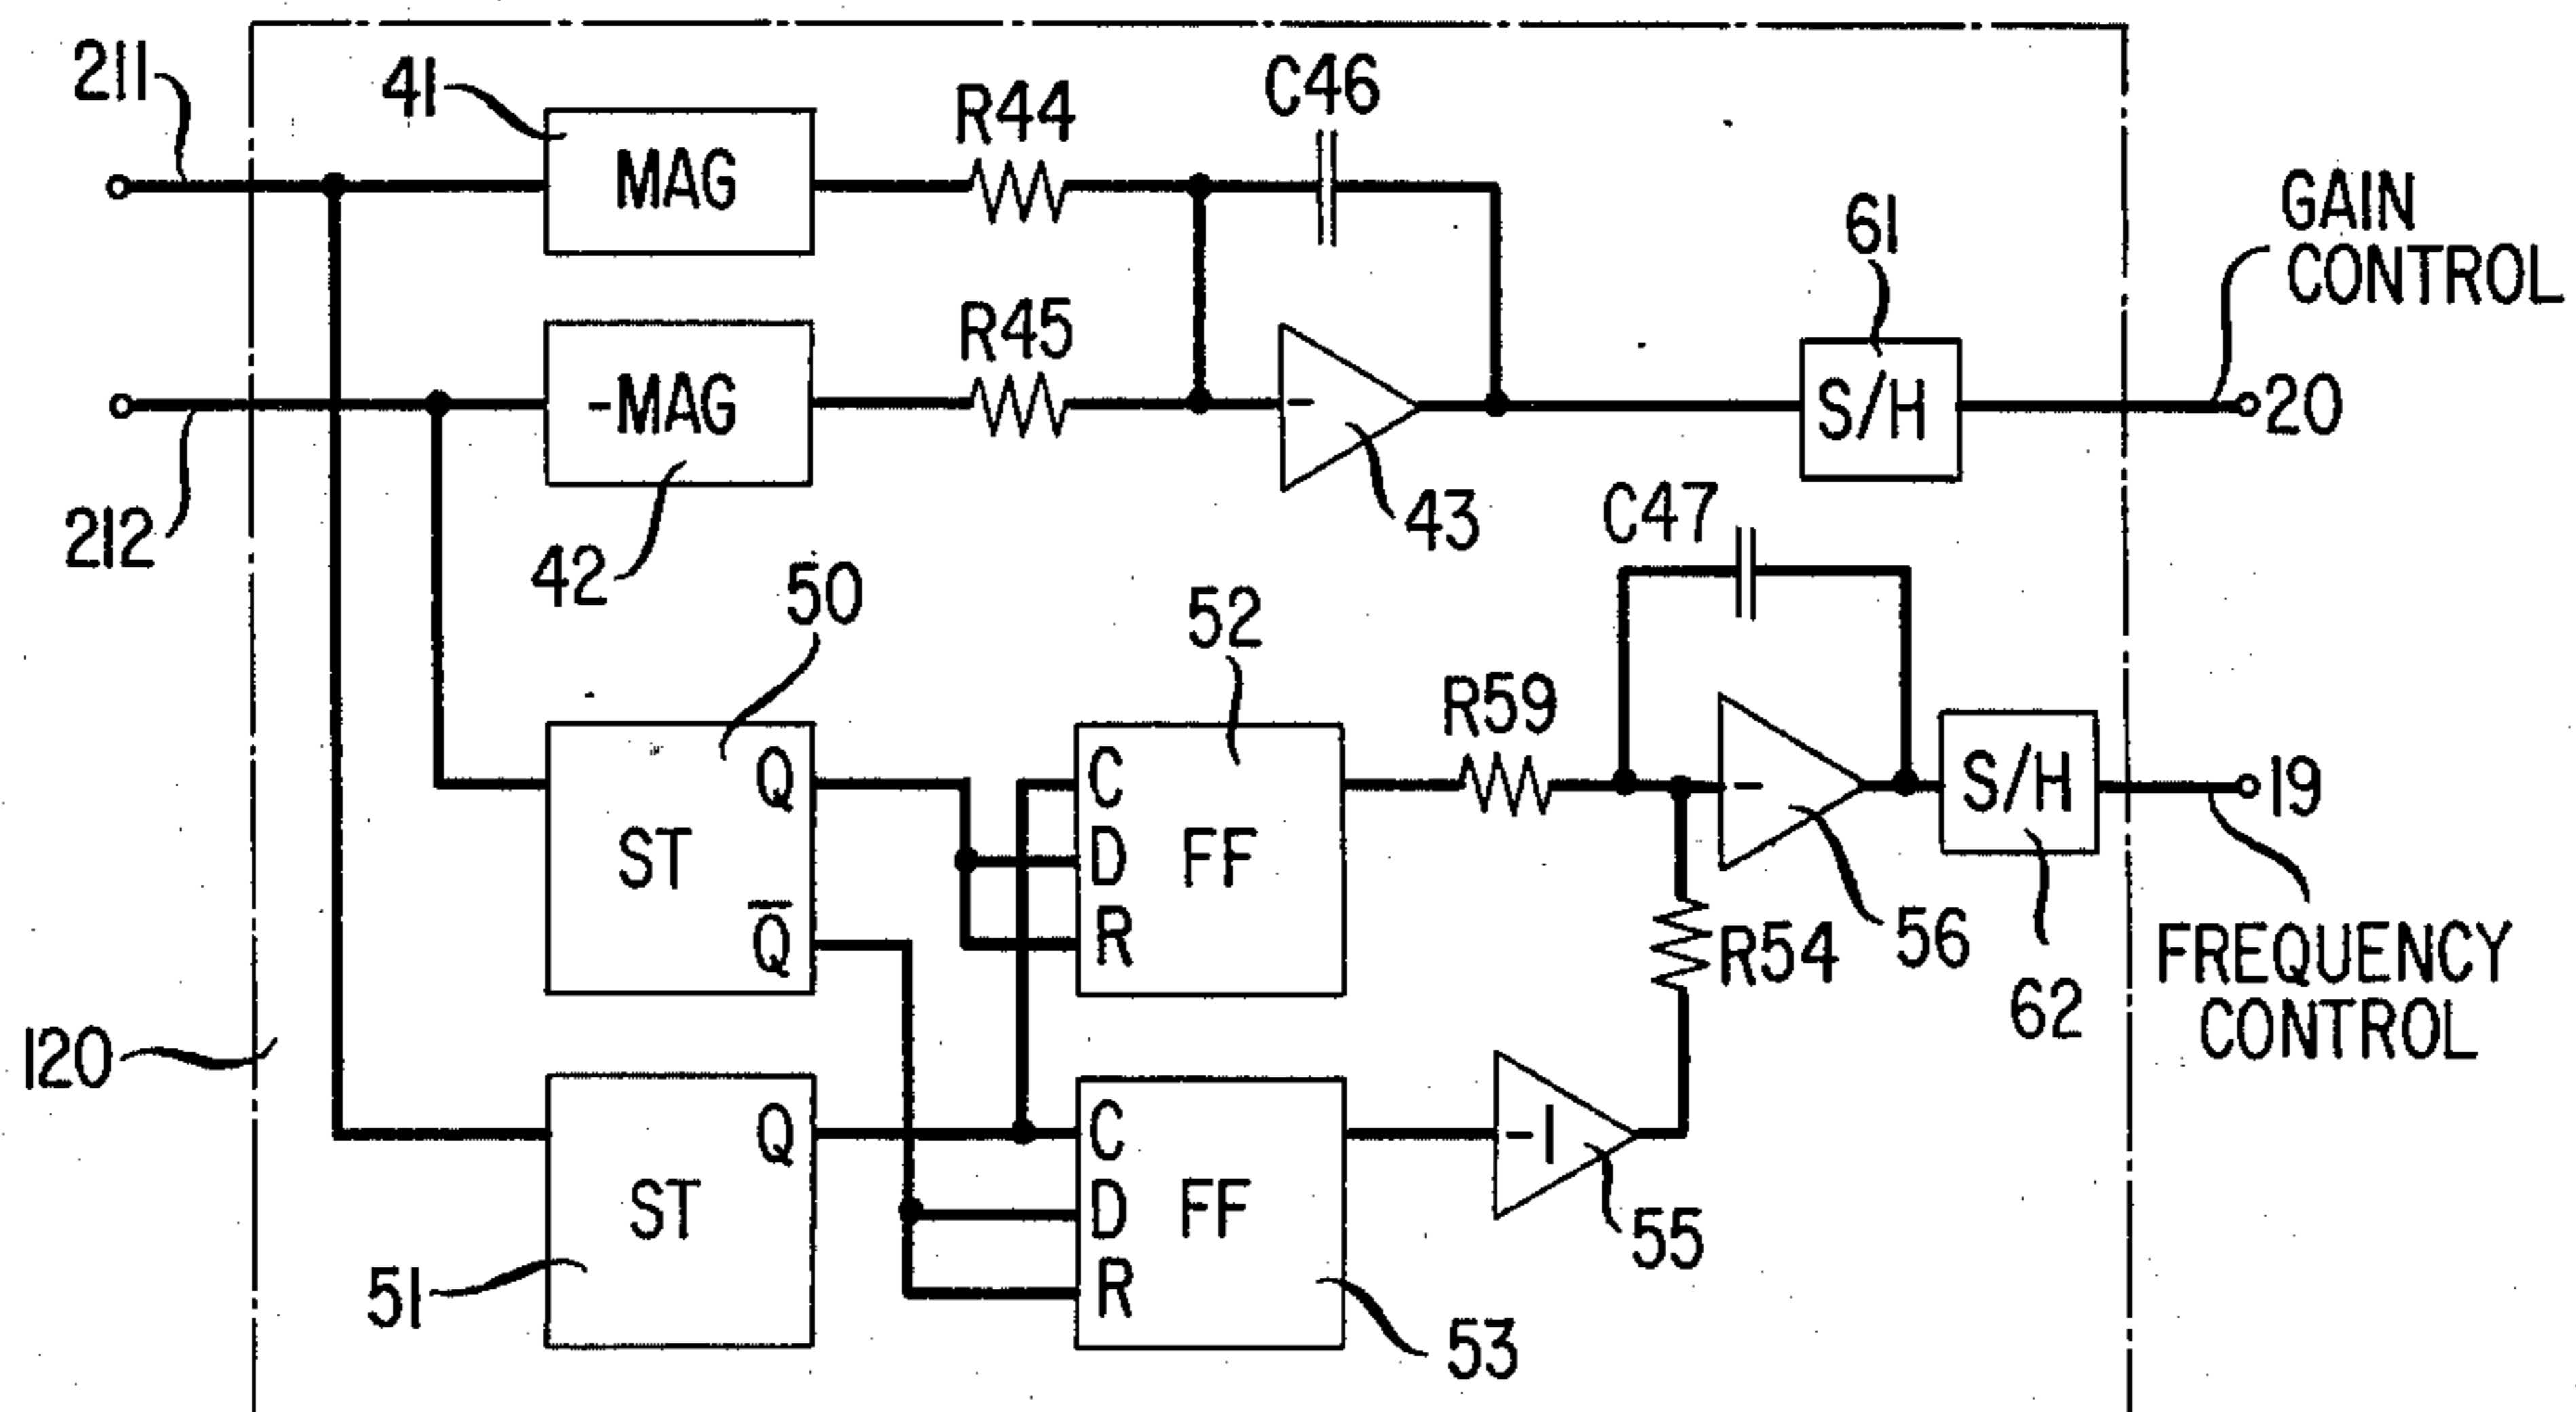 211
41
R44
C46
MAG
61
GAIN
CONTROL
R45
-MAG
-
S/H
20
212
42
43
C47
50
52
R59
Q
C
-
S/H
19
ST
D
FF
Q̅
R
R54
56
62
FREQUENCY
CONTROL
120
Q
C
-1
ST
D
FF
55
51
R
53